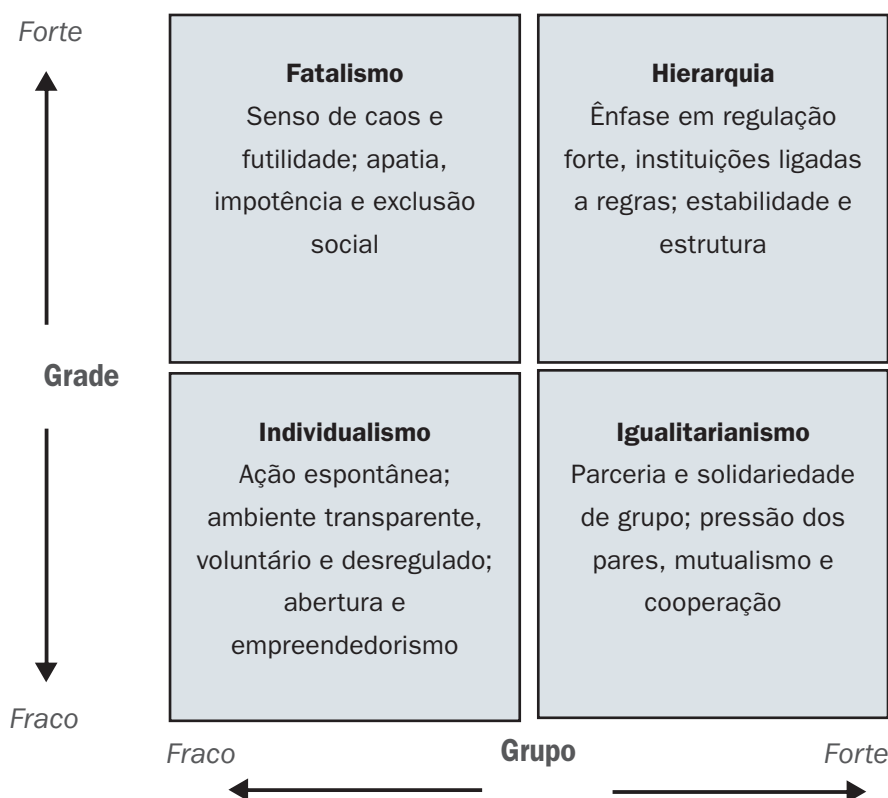 Forte
Fatalismo
Senso de caos e
futilidade; apatia,
impotência e exclusão
social
Hierarquia
Ênfase em regulação
forte, instituições ligadas
a regras; estabilidade e
estrutura
Grade
Individualismo
Ação espontânea;
ambiente transparente,
voluntário e desregulado;
abertura e
empreendedorismo
Igualitarianismo
Parceria e solidariedade
de grupo; pressão dos
pares, mutualismo e
cooperação
Fraco
Fraco
Grupo
Forte